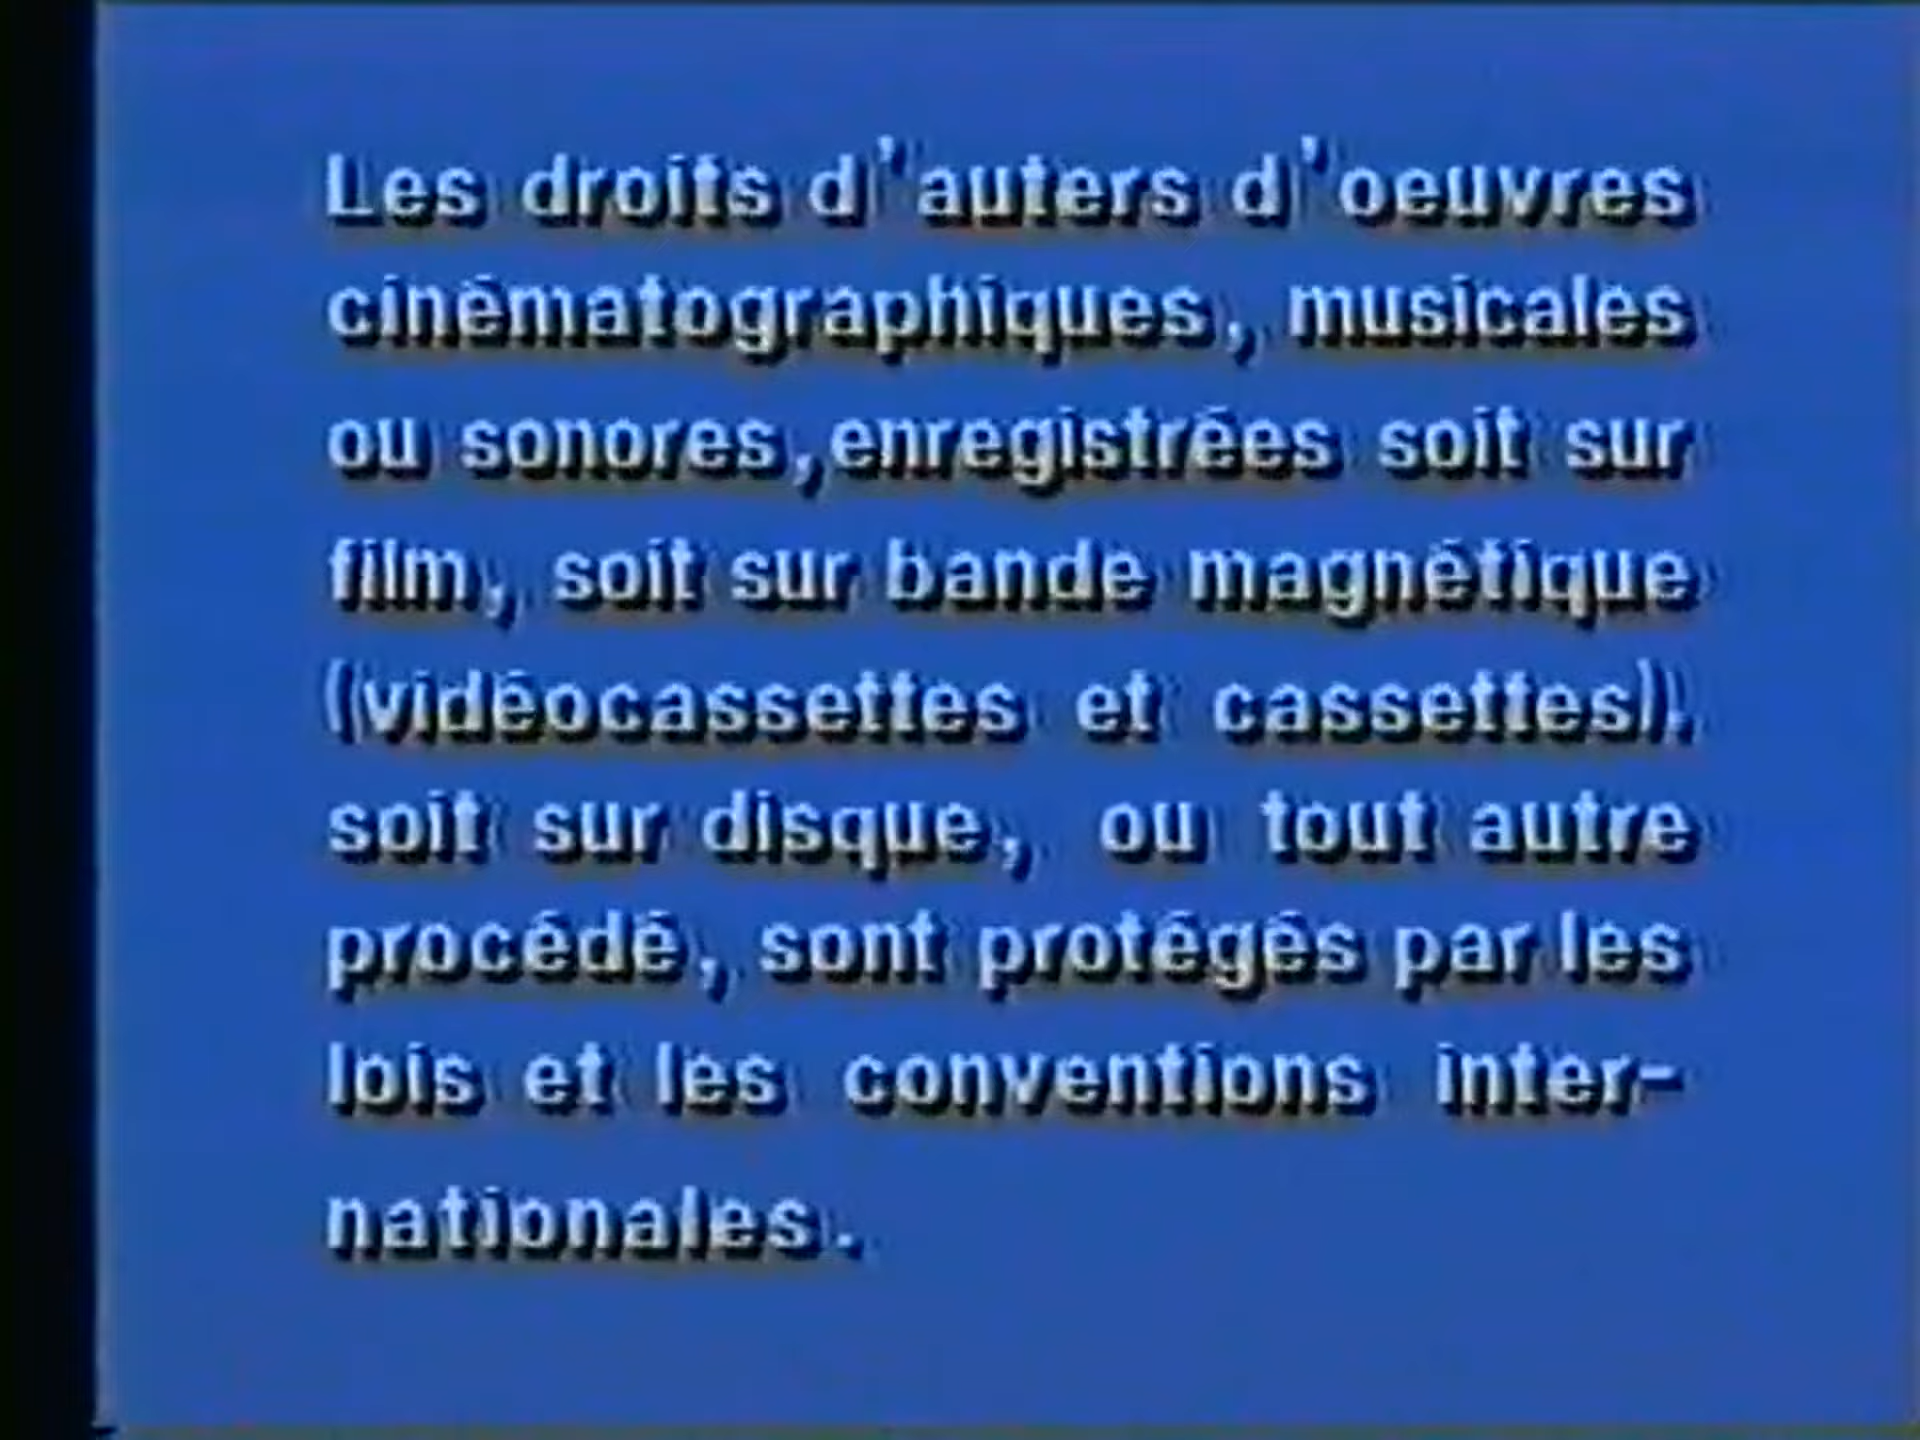 Les droits d'auters d'oeuvres
cinématographiques, musicales
ou sonores,enregistrées soit sur
film, soit sur bande magnétique
(vidéocassettes et cassettes),
soit sur disque, ou tout autre
procédé, sont protégés par les
lois et les conventions inter-
nationales.